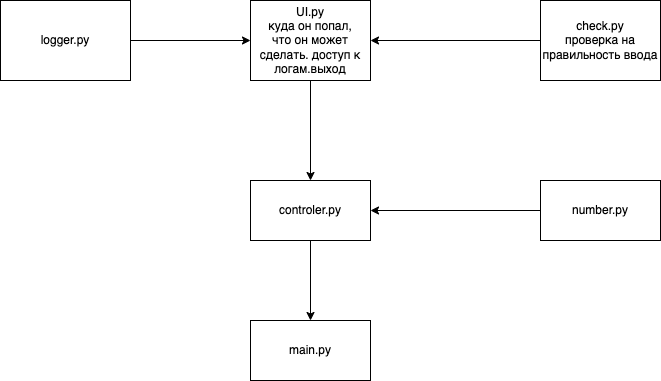 logger.py
UI.py
куда он попал,
что он может
сделать. доступ к
логам.выход
check.py
проверка на
правильность ввода
controler.py
number.py
main.py